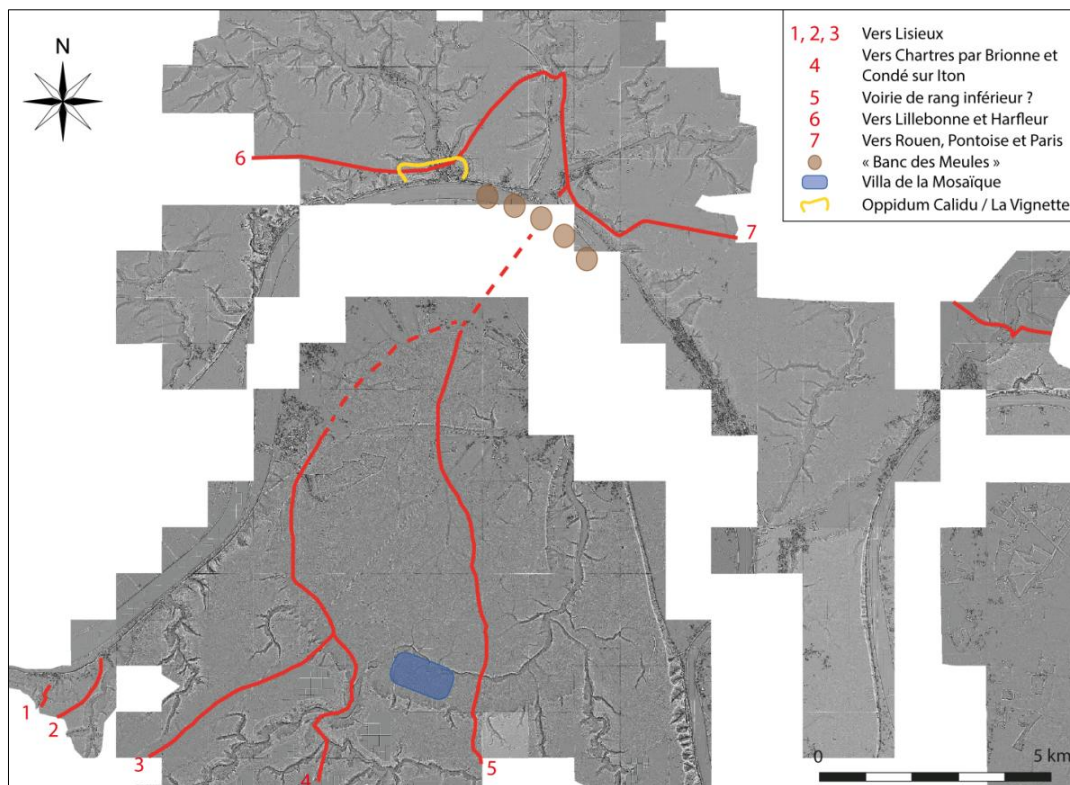 N
1, 2, 3 Vers Lisieux
4 Vers Chartres par Brionne et
Condé sur Iton
5 Voirie de rang inférieur ?
6 Vers Lillebonne et Harfleur
7 Vers Rouen, Pontoise et Paris
« Banc des Meules »
Villa de la Mosaïque
Oppidum Calidu / La Vignette
6
7
1
2
3
4
5
0 5 km